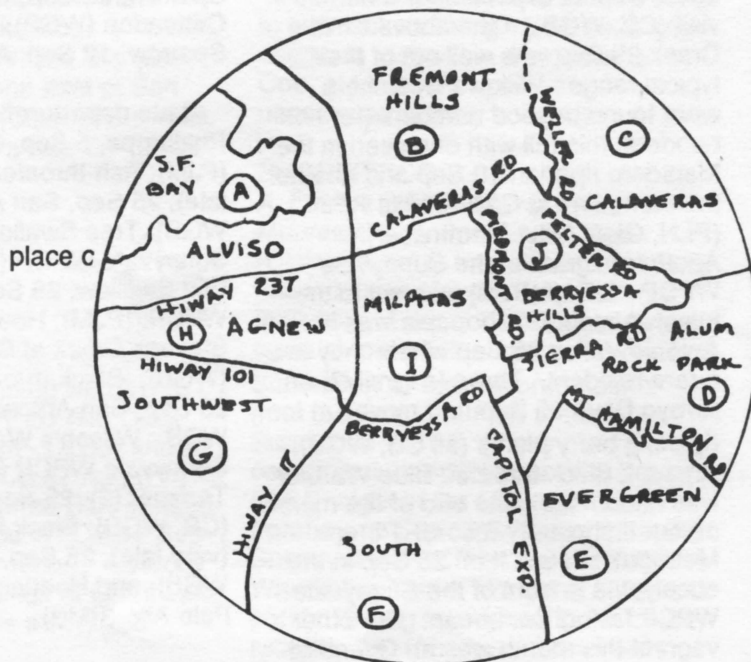 FREMONT
HILLS
B
WELLER RD
C
S.F.
BAY
A
CALAVERAS RD
CALAVERAS
FELTER RD
place c
ALVISO
PIEDMONT RD
J
HIWAY 237
MILPITAS
BERRYESSA
HILLS
H
AGNEW
SIERRA RD
ALUM
ROCK PARK
I
D
HIWAY 101
SOUTHWEST
BERRYESSA RD
MT HAMILTON RD
G
HIWAY 17
CAPITOL EXP.
EVERGREEN
SOUTH
E
F